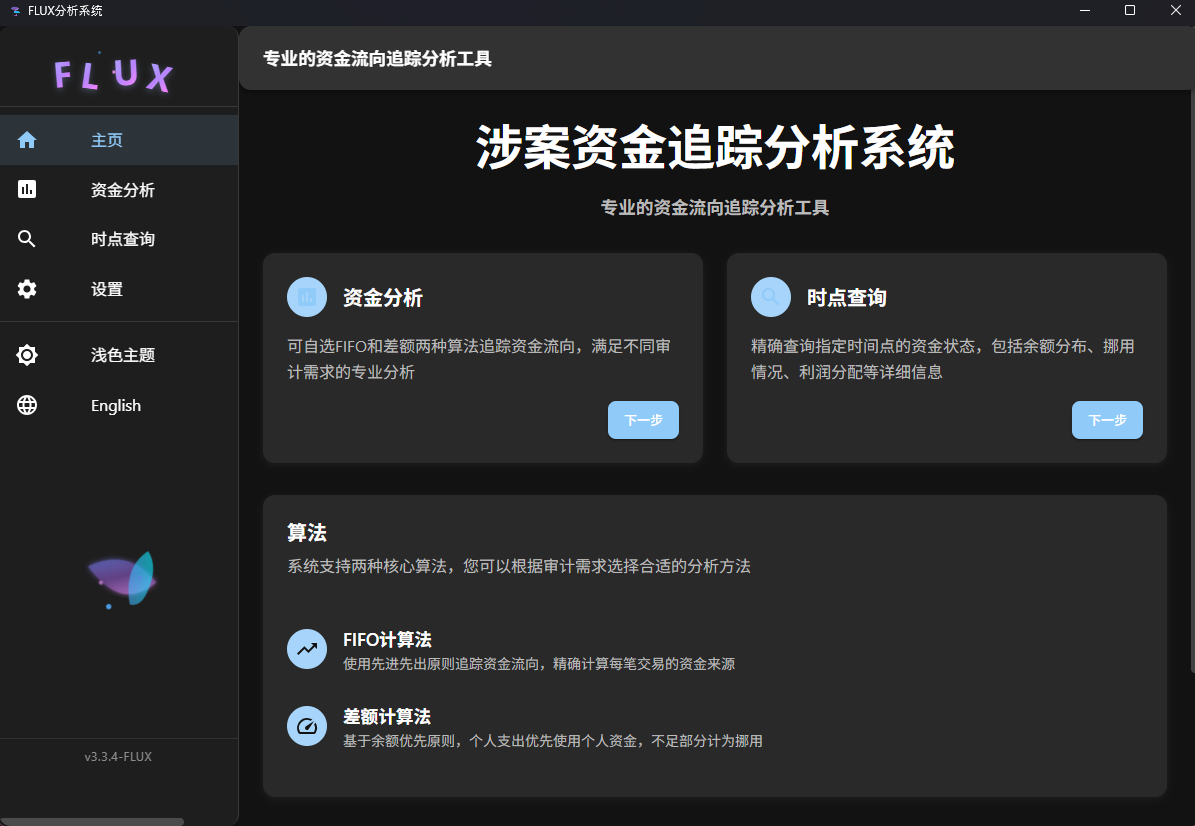 FLUX分析系统
FLUX
专业的资金流向追踪分析工具
主页
资金分析
时点查询
设置
浅色主题
English
v3.3.4-FLUX
涉案资金追踪分析系统
专业的资金流向追踪分析工具
资金分析
可自选FIFO和差额两种算法追踪资金流向，满足不同审
计需求的专业分析
下一步
时点查询
精确查询指定时间点的资金状态，包括余额分布、挪用
情况、利润分配等详细信息
下一步
算法
系统支持两种核心算法，您可以根据审计需求选择合适的分析方法
FIFO计算法
使用先进先出原则追踪资金流向，精确计算每笔交易的资金来源
差额计算法
基于余额优先原则，个人支出优先使用个人资金，不足部分计为挪用